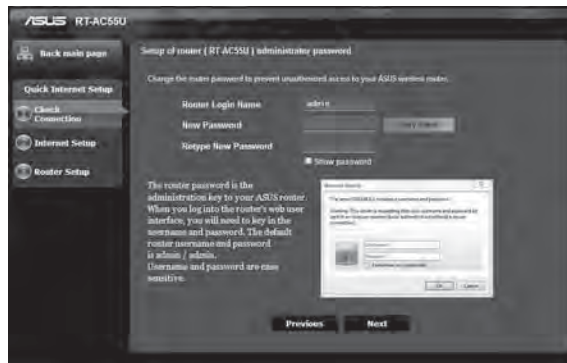 ASUS RT-AC55U
Back main page
Setup of router ( RT-AC55U ) administrator password
Change the router password to prevent unauthorized access to your ASUS wireless router.
Quick Internet Setup
Check
Connection
Internet Setup
Router Setup
Router Login Name
admin
New Password
Retype New Password
Show password
The router password is the
administration key to your ASUS router.
When you log into the router's web user
interface, you will need to key in the
username and password. The default
router username and password
is admin / admin.
Username and password are case
sensitive.
OK
Cancel
Previous
Next